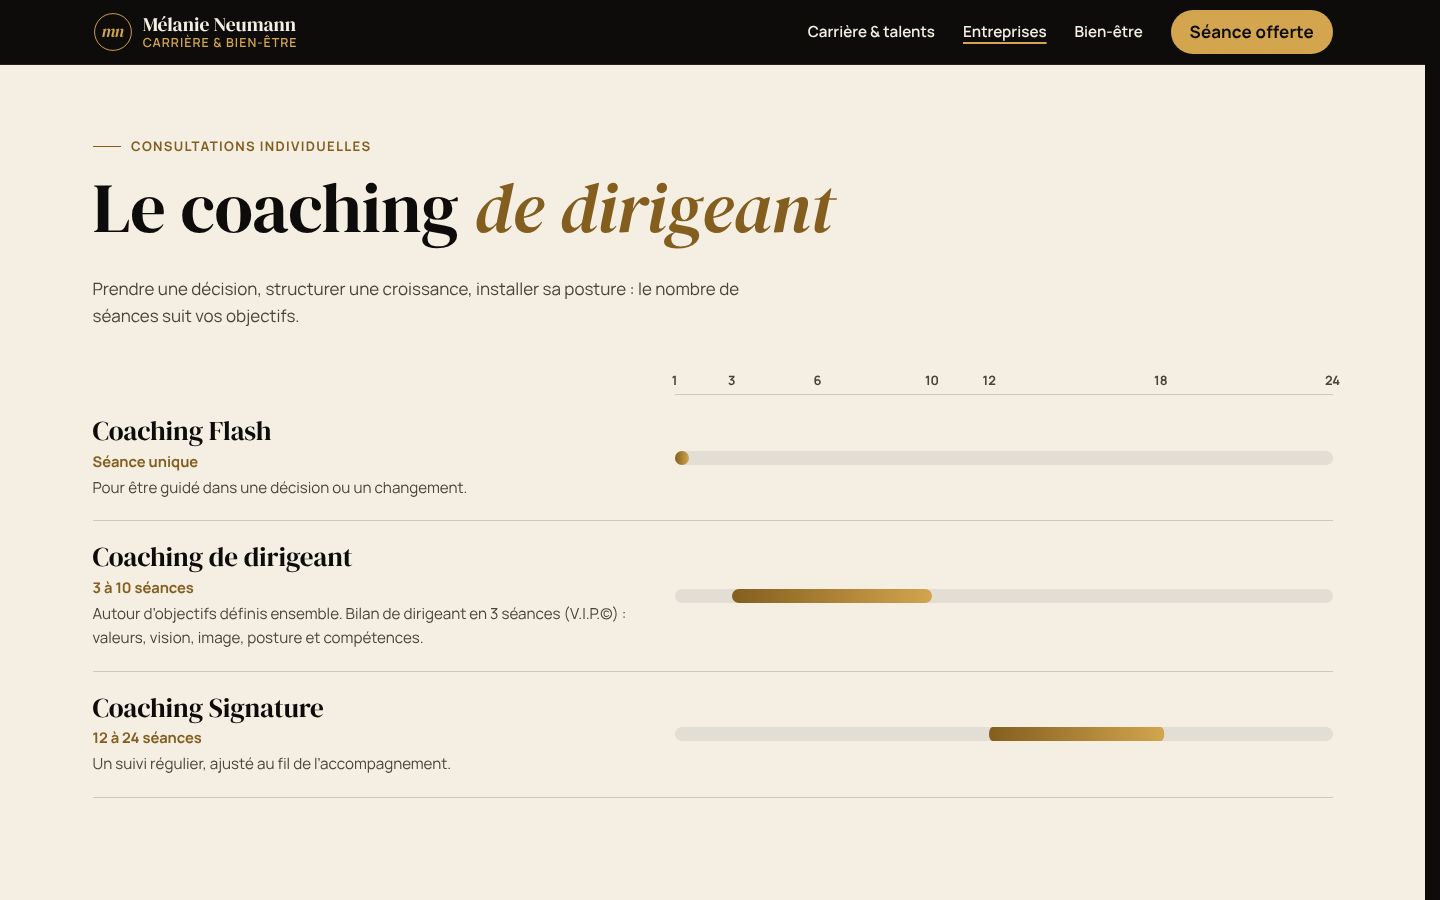 mn
Mélanie Neumann
CARRIÈRE & BIEN-ÊTRE
Carrière & talents
Entreprises
Bien-être
Séance offerte
CONSULTATIONS INDIVIDUELLES
Le coaching de dirigeant
Prendre une décision, structurer une croissance, installer sa posture : le nombre de
séances suit vos objectifs.
1 3 6 10 12 18 24
Coaching Flash
Séance unique
Pour être guidé dans une décision ou un changement.
Coaching de dirigeant
3 à 10 séances
Autour d'objectifs définis ensemble. Bilan de dirigeant en 3 séances (V.I.P.©) :
valeurs, vision, image, posture et compétences.
Coaching Signature
12 à 24 séances
Un suivi régulier, ajusté au fil de l'accompagnement.